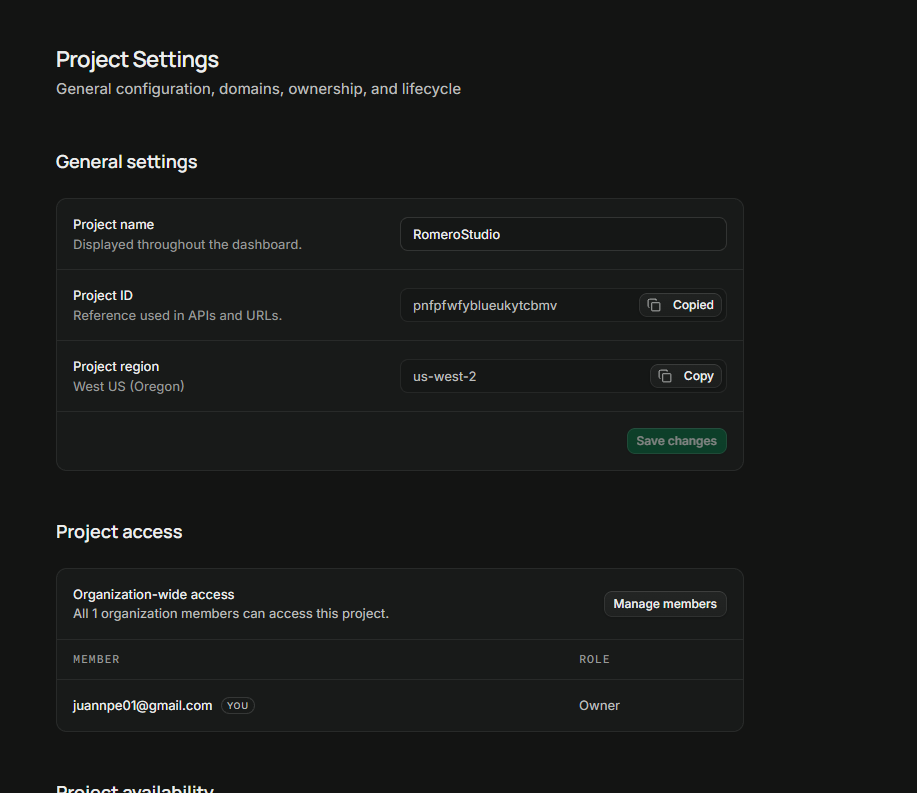 Project Settings
General configuration, domains, ownership, and lifecycle
General settings
Project name
Displayed throughout the dashboard.
RomeroStudio
Project ID
Reference used in APIs and URLs.
pnfpfwfyblueukytcbmv
Copied
Project region
West US (Oregon)
us-west-2
Copy
Save changes
Project access
Organization-wide access
All 1 organization members can access this project.
Manage members
MEMBER
ROLE
juannpe01@gmail.com YOU
Owner
Project availability